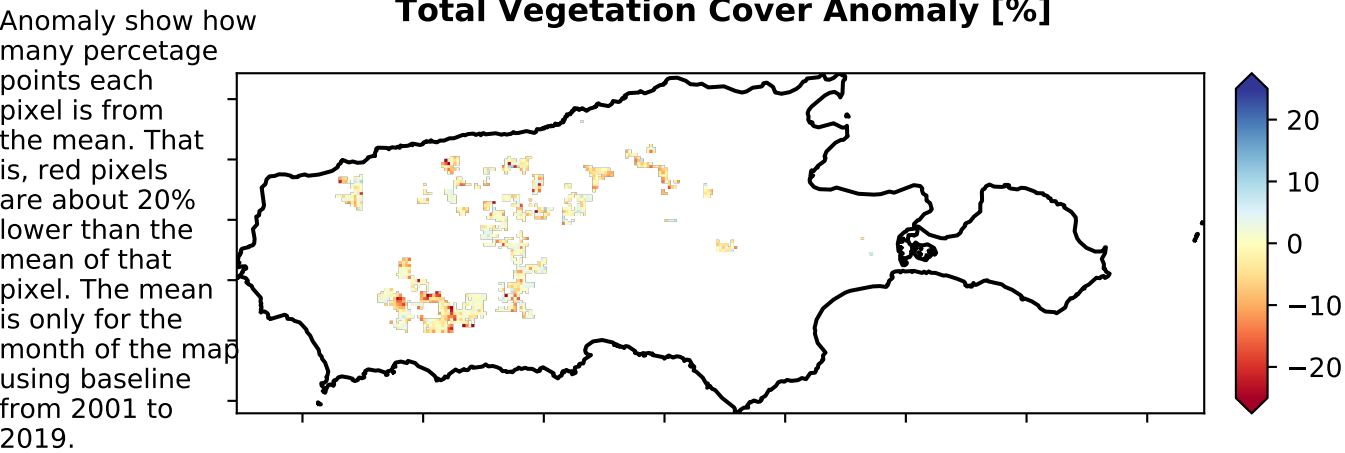 Total Vegetation Cover Anomaly [%]
Anomaly show how
many percetage
points each
pixel is from
the mean. That
is, red pixels
are about 20%
lower than the
mean of that
pixel. The mean
is only for the
month of the map
using baseline
from 2001 to
2019.
20
10
0
−10
−20